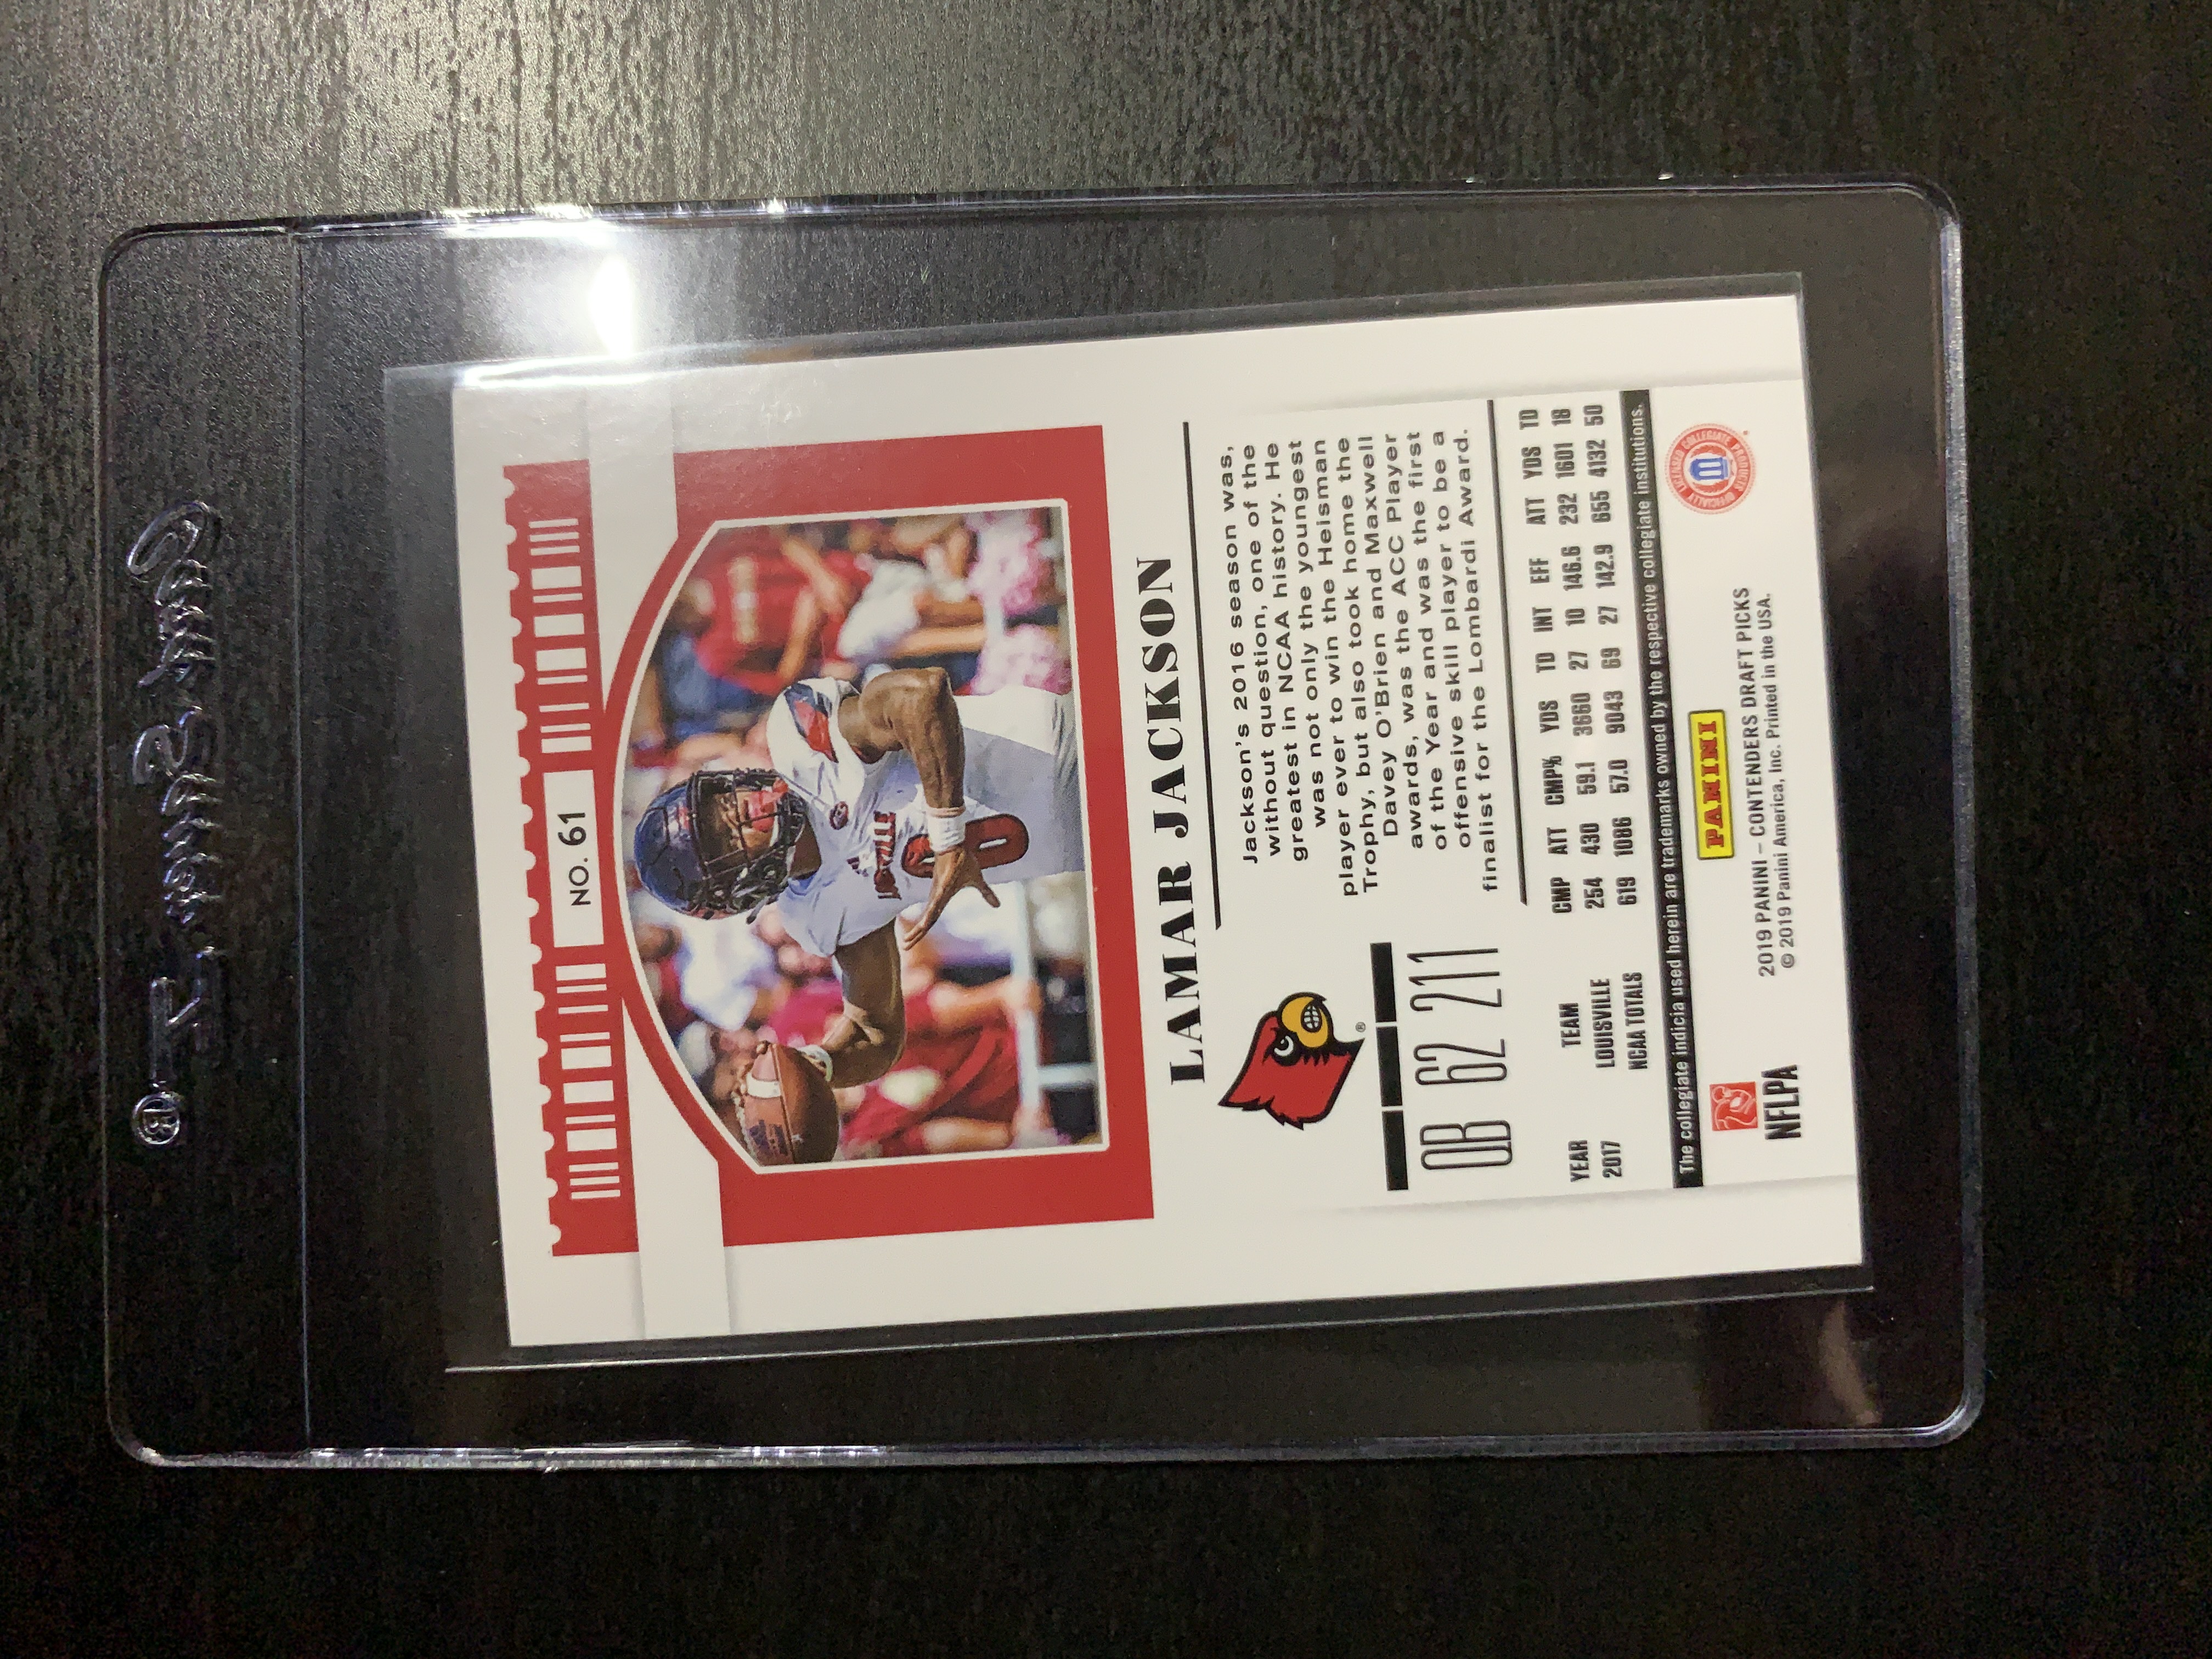 Card Saver I®
NO. 61
LOUISVILLE
8
LAMAR JACKSON
Jackson's 2016 season was,
without question, one of the
greatest in NCAA history. He
was not only the youngest
player ever to win the Heisman
Trophy, but also took home the
Davey O'Brien and Maxwell
awards, was the ACC Player
of the Year and was the first
offensive skill player to be a
finalist for the Lombardi Award.
®
QB 62 211
YEAR TEAM CMP ATT CMP% YDS TD INT EFF ATT YDS TD
2017 LOUISVILLE 254 430 59.1 3660 27 10 146.6 232 1601 18
NCAA TOTALS 619 1086 57.0 9043 69 27 142.9 655 4132 50
The collegiate indicia used herein are trademarks owned by the respective collegiate institutions.
PANINI
NFLPA
2019 PANINI – CONTENDERS DRAFT PICKS
© 2019 Panini America, Inc. Printed in the USA.
OFFICIALLY LICENSED COLLEGIATE PRODUCTS